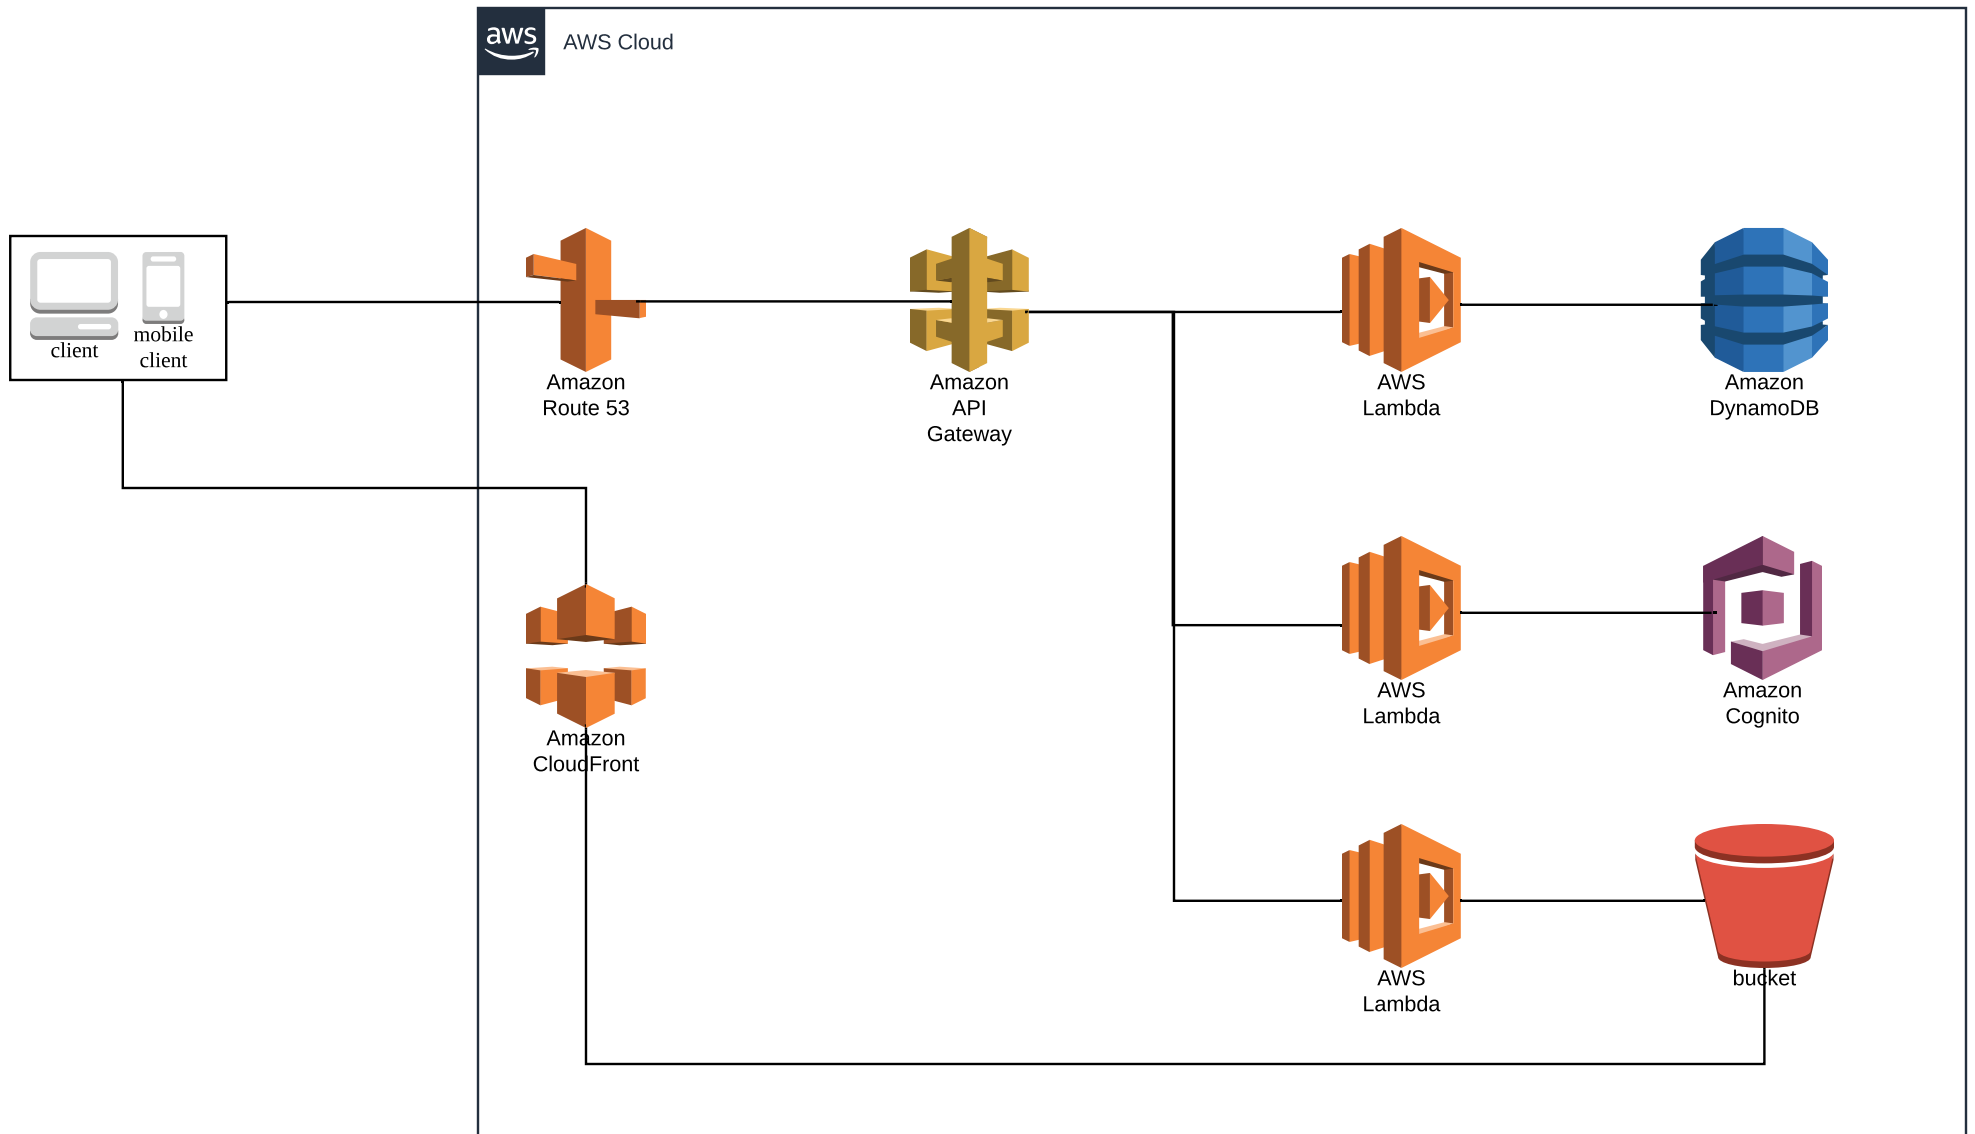 aws
AWS Cloud
client
mobile
client
Amazon
Route 53
Amazon
API
Gateway
AWS
Lambda
Amazon
DynamoDB
Amazon
CloudFront
AWS
Lambda
Amazon
Cognito
AWS
Lambda
bucket